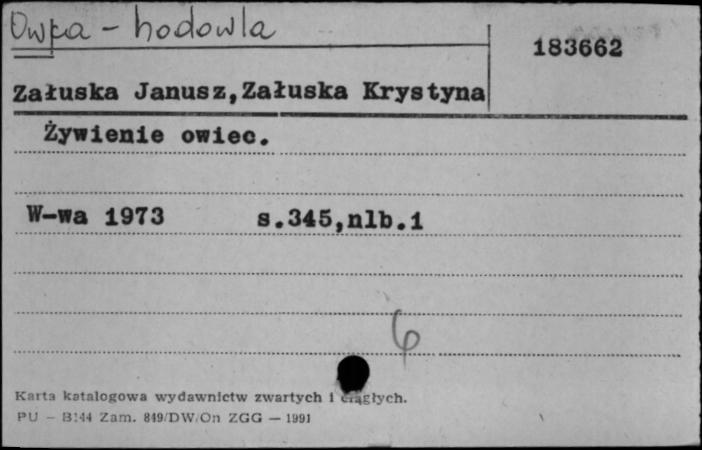 Owca - hodowla
183662
Załuska Janusz,Załuska Krystyna
Żywienie owiec.
W-wa 1973 s.345,nlb.1
Karta katalogowa wydawnictw zwartych i ciągłych.
PU - B144 Zam. 849/DW/On ZGG - 1991